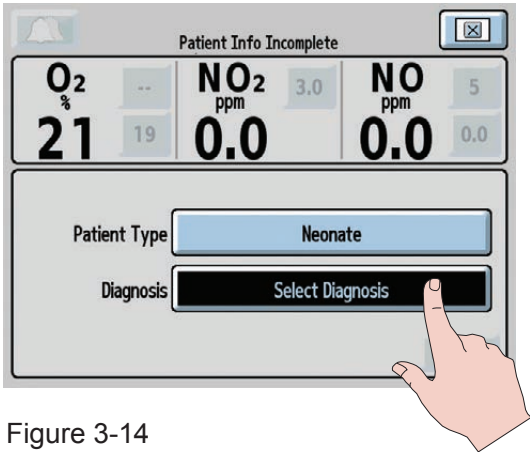 Patient Info Incomplete
O2 % 21 -- 19
NO2 ppm 0.0 3.0
NO ppm 0.0 5 0.0
Patient Type Neonate
Diagnosis Select Diagnosis
Figure 3-14